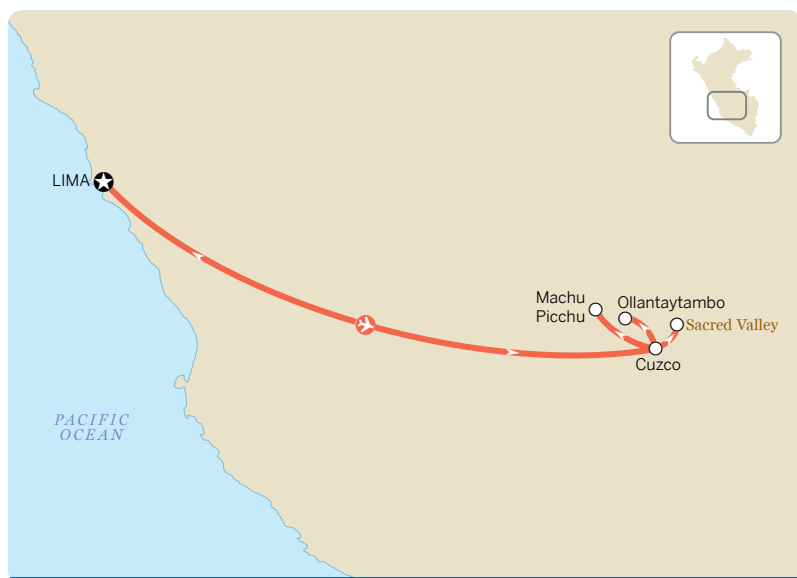 LIMA
Machu
Picchu
Ollantaytambo
Sacred Valley
Cuzco
PACIFIC
OCEAN